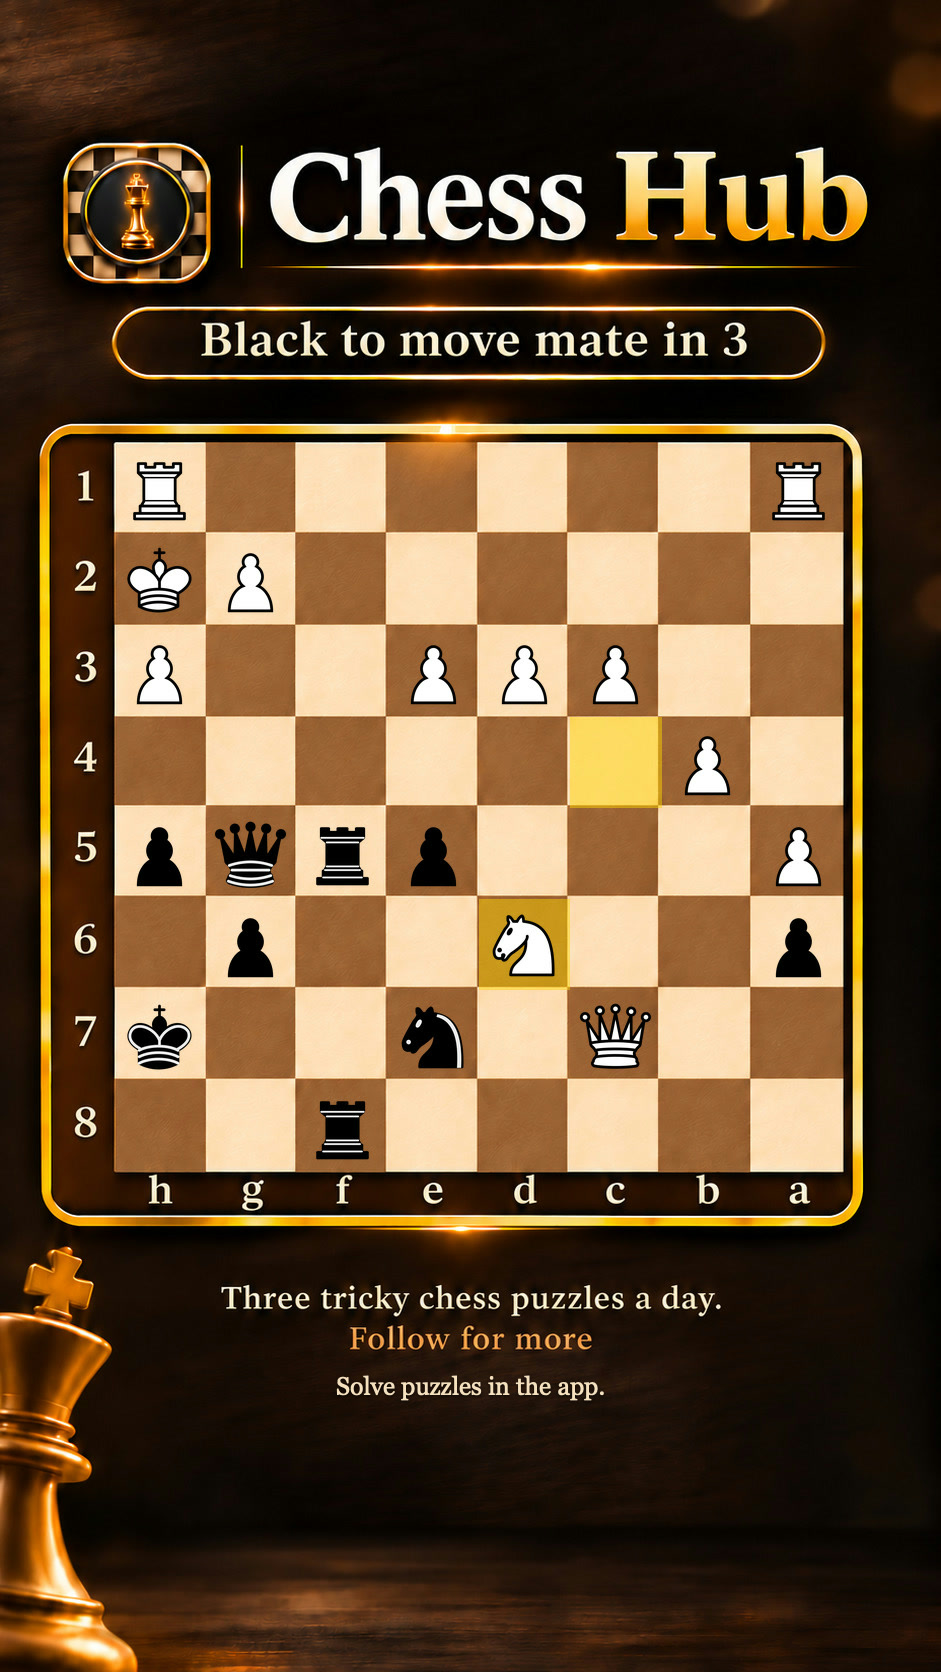 Chess Hub
Black to move mate in 3
1
2
3
4
5
6
7
8
h g f e d c b a
Three tricky chess puzzles a day.
Follow for more
Solve puzzles in the app.